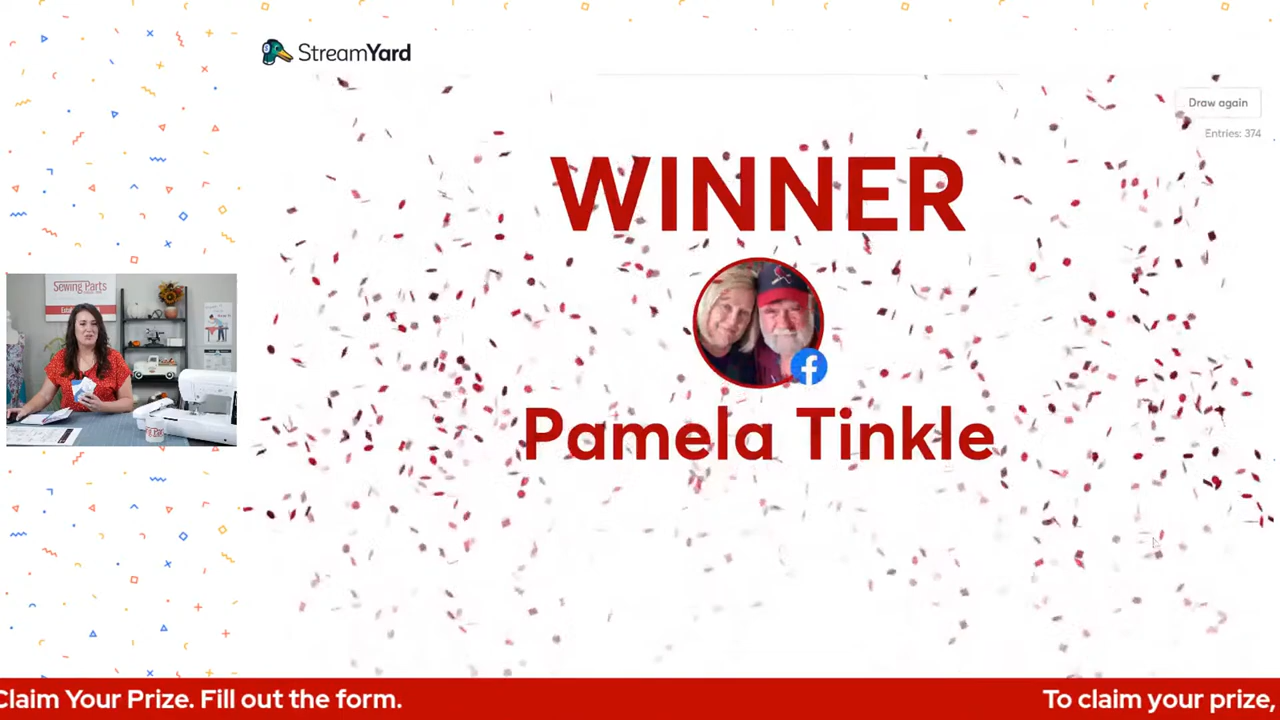 StreamYard
Draw again
Entries: 374
WINNER
Sewing Parts
Pamela Tinkle
Claim Your Prize. Fill out the form.
To claim your prize,